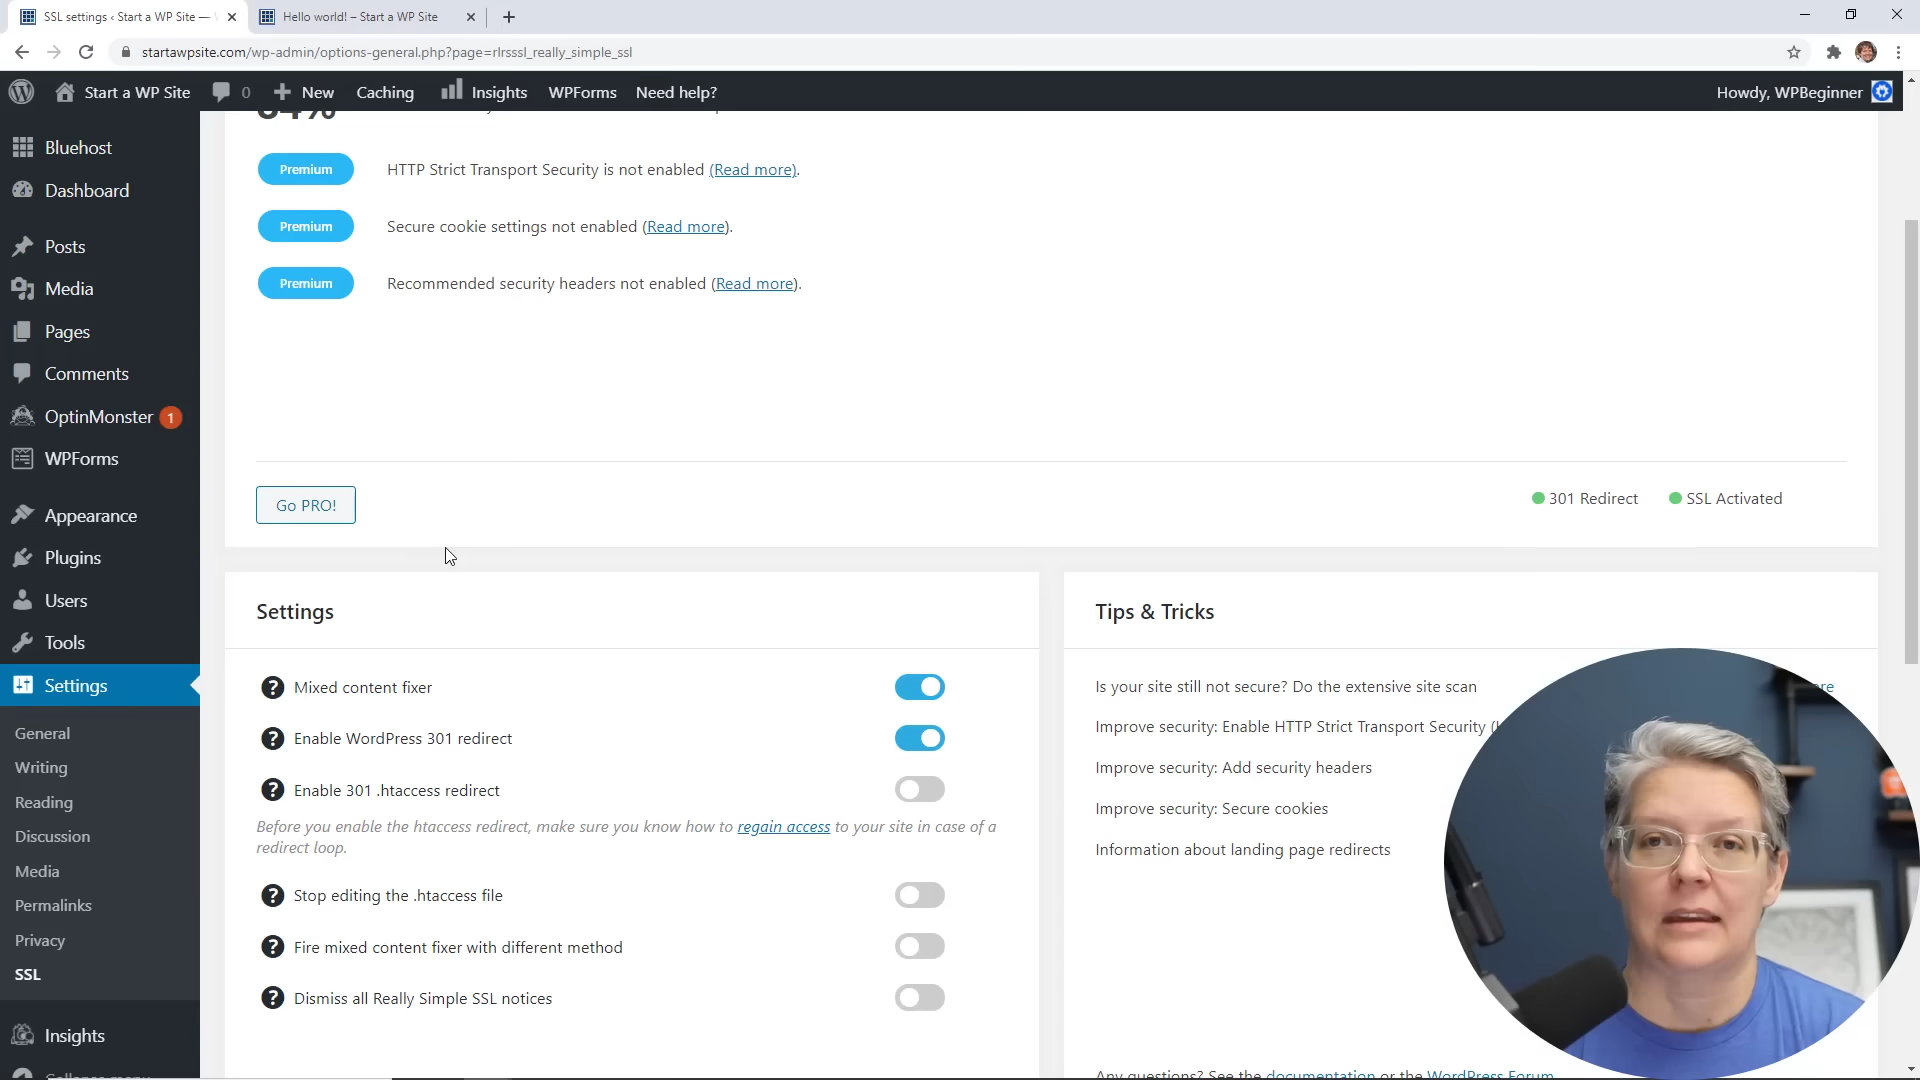 SSL settings ‹ Start a WP Site —
Hello world! – Start a WP Site
startawpsite.com/wp-admin/options-general.php?page=rlrsssl_really_simple_ssl
Start a WP Site
0
New
Caching
Insights
WPForms
Need help?
Howdy, WPBeginner
Bluehost
Dashboard
Posts
Media
Pages
Comments
OptinMonster 1
WPForms
Appearance
Plugins
Users
Tools
Settings
General
Writing
Reading
Discussion
Media
Permalinks
Privacy
SSL
Insights
Premium HTTP Strict Transport Security is not enabled (Read more).
Premium Secure cookie settings not enabled (Read more).
Premium Recommended security headers not enabled (Read more).
Go PRO!
301 Redirect
SSL Activated
Settings
Mixed content fixer
Enable WordPress 301 redirect
Enable 301 .htaccess redirect
Before you enable the htaccess redirect, make sure you know how to regain access to your site in case of a
redirect loop.
Stop editing the .htaccess file
Fire mixed content fixer with different method
Dismiss all Really Simple SSL notices
Tips & Tricks
Is your site still not secure? Do the extensive site scan
Improve security: Enable HTTP Strict Transport Security
Improve security: Add security headers
Improve security: Secure cookies
Information about landing page redirects
Any questions? See the documentation or the WordPress Forum